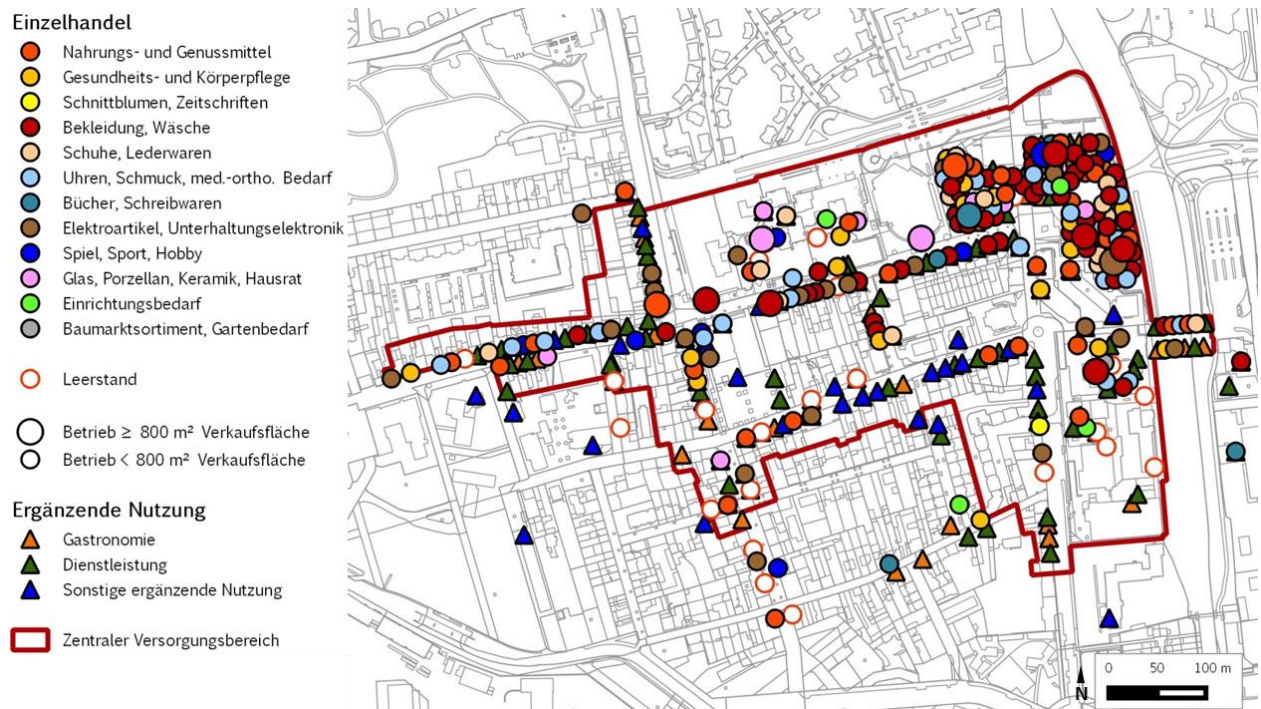 Einzelhandel
Nahrungs- und Genussmittel
Gesundheits- und Körperpflege
Schnittblumen, Zeitschriften
Bekleidung, Wäsche
Schuhe, Lederwaren
Uhren, Schmuck, med.-ortho. Bedarf
Bücher, Schreibwaren
Elektroartikel, Unterhaltungselektronik
Spiel, Sport, Hobby
Glas, Porzellan, Keramik, Hausrat
Einrichtungsbedarf
Baumarktsortiment, Gartenbedarf
Leerstand
Betrieb ≥ 800 m² Verkaufsfläche
Betrieb < 800 m² Verkaufsfläche
Ergänzende Nutzung
Gastronomie
Dienstleistung
Sonstige ergänzende Nutzung
Zentraler Versorgungsbereich
0 50 100 m
N